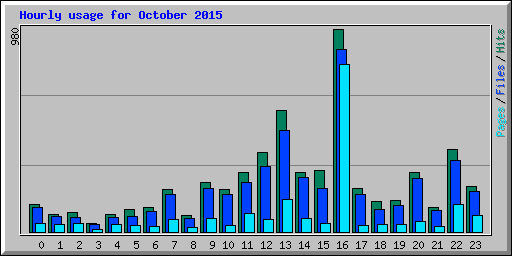 Hourly usage for October 2015
980
Pages / Files / Hits
0 1 2 3 4 5 6 7 8 9 10 11 12 13 14 15 16 17 18 19 20 21 22 23